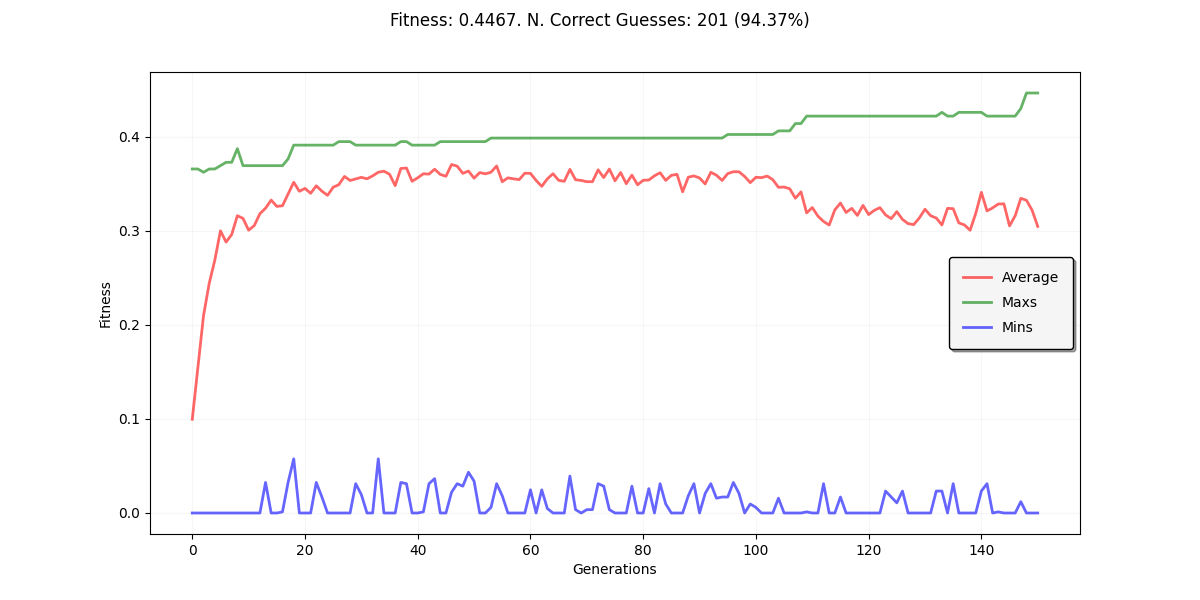 Fitness: 0.4467. N. Correct Guesses: 201 (94.37%)
0.4
0.3
0.2
0.1
0.0
Fitness
Average
Maxs
Mins
0 20 40 60 80 100 120 140
Generations